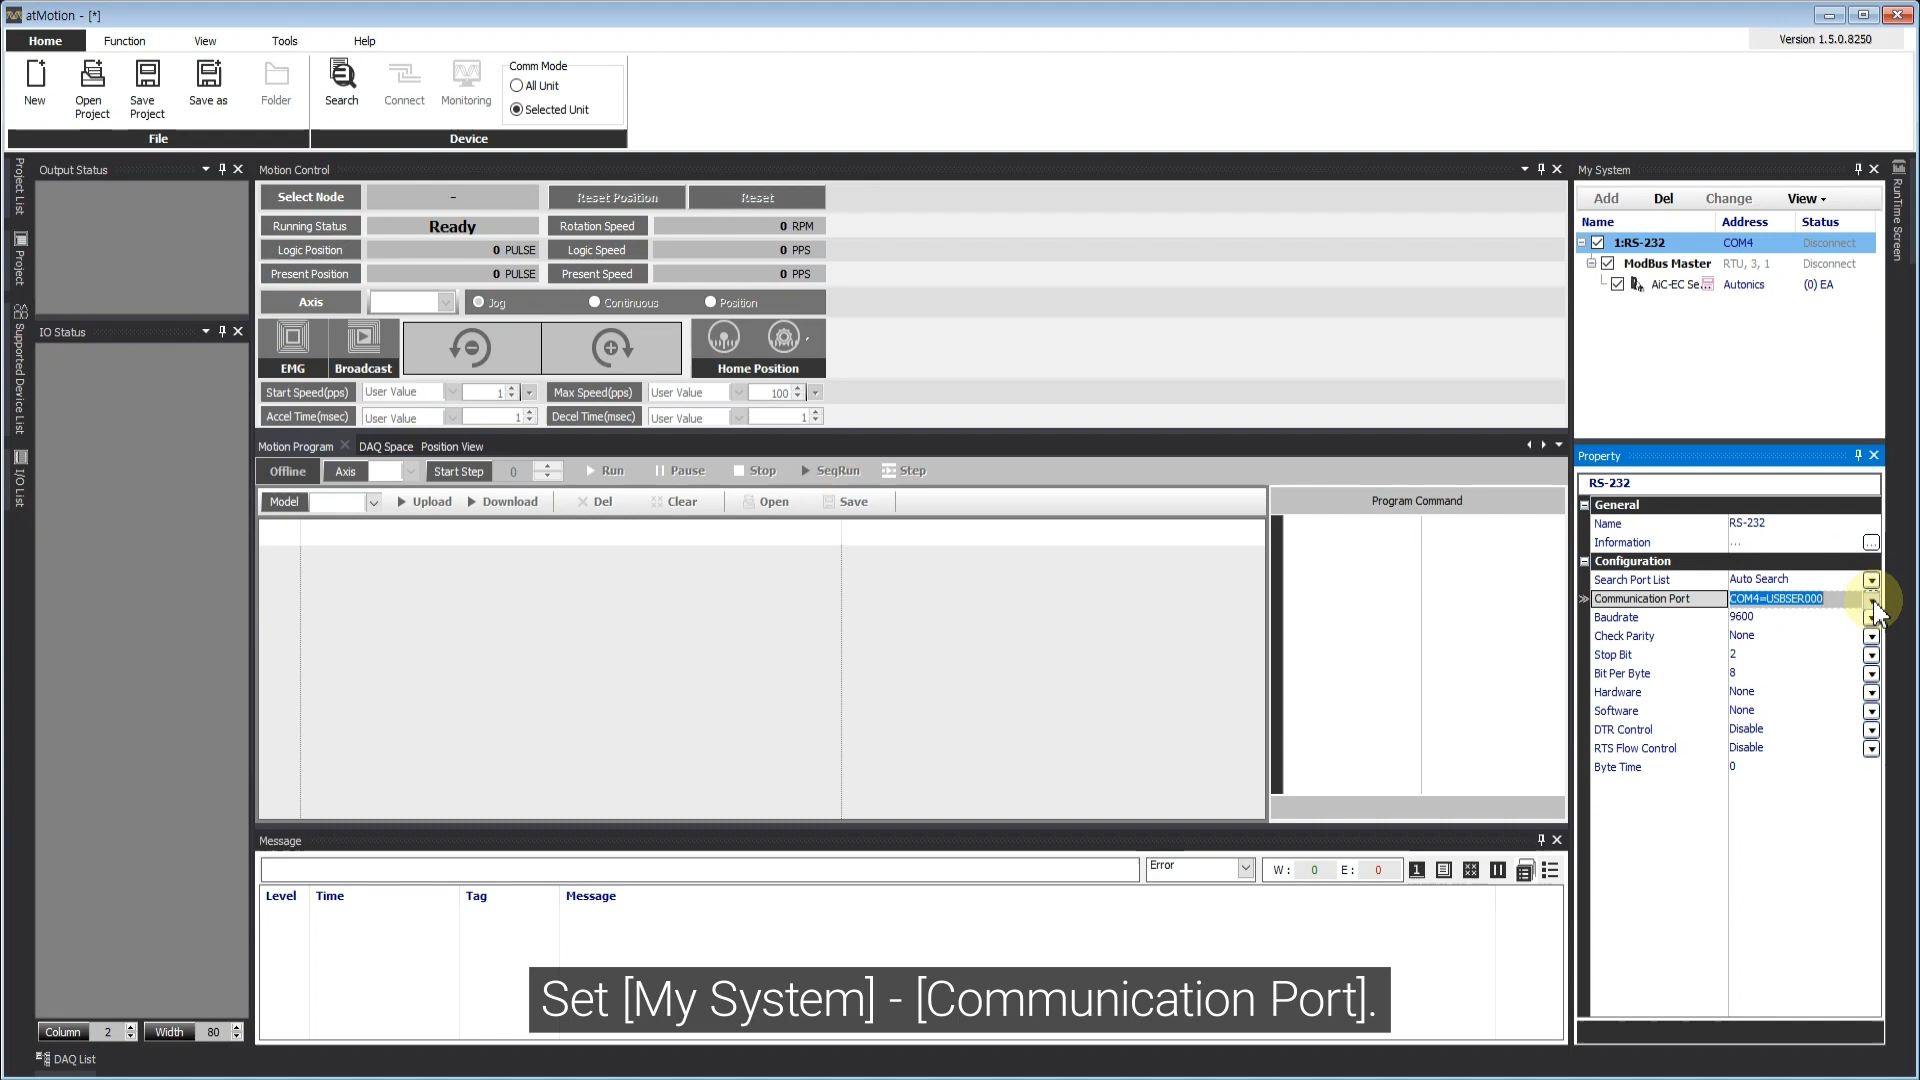 atMotion - [*]
Home Function View Tools Help
Version 1.5.0.8250
New
Open Project
Save Project
Save as
Folder
File
Search
Connect
Monitoring
Comm Mode
All Unit
Selected Unit
Device
Project List
Project
Supported Device List
I/O List
Output Status
IO Status
Column 2 Width 80
DAQ List
Motion Control
Select Node - Reset Position Reset
Running Status Ready Rotation Speed 0 RPM
Logic Position 0 PULSE Logic Speed 0 PPS
Present Position 0 PULSE Present Speed 0 PPS
Axis Jog Continuous Position
EMG Broadcast Home Position
Start Speed(pps) User Value 1 Max Speed(pps) User Value 100
Accel Time(msec) User Value 1 Decel Time(msec) User Value 1
Motion Program DAQ Space Position View
Offline Axis Start Step 0 Run Pause Stop SeqRun Step
Model Upload Download Del Clear Open Save
Program Command
Message
Error W : 0 E : 0 1
Level Time Tag Message
Set [My System] - [Communication Port].
My System
Add Del Change View
Name Address Status
1:RS-232 COM4 Disconnect
ModBus Master RTU, 3, 1 Disconnect
AiC-EC Se... Autonics (0) EA
RunTime Screen
Property
RS-232
General
Name RS-232
Information ... ...
Configuration
Search Port List Auto Search
Communication Port COM4=USBSER000
Baudrate 9600
Check Parity None
Stop Bit 2
Bit Per Byte 8
Hardware None
Software None
DTR Control Disable
RTS Flow Control Disable
Byte Time 0